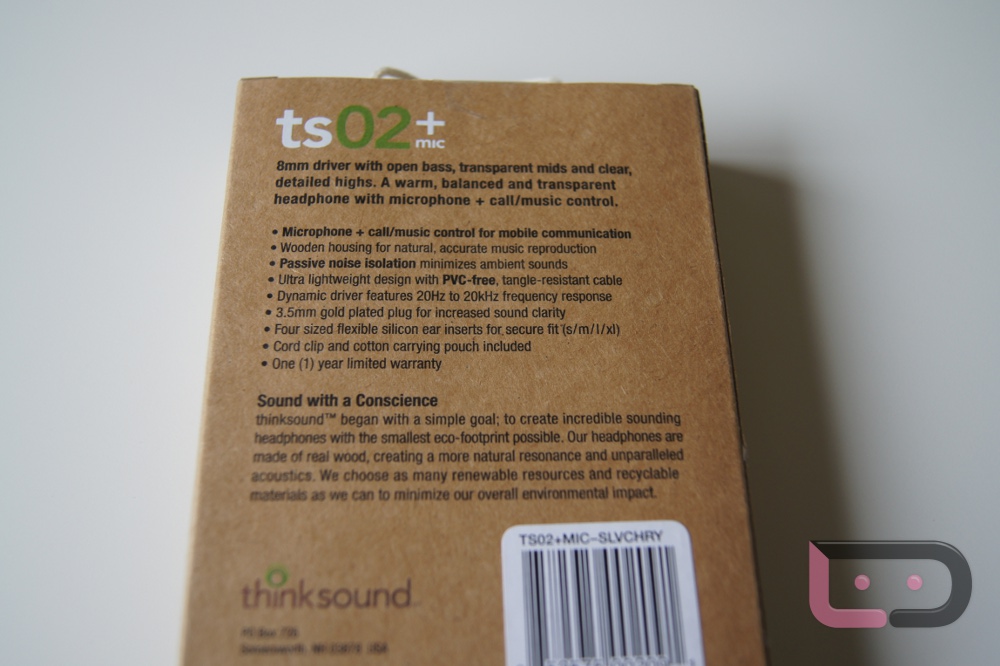 ts02+
mic
8mm driver with open bass, transparent mids and clear,
detailed highs. A warm, balanced and transparent
headphone with microphone + call/music control.
• Microphone + call/music control for mobile communication
• Wooden housing for natural, accurate music reproduction
• Passive noise isolation minimizes ambient sounds
• Ultra lightweight design with PVC-free, tangle-resistant cable
• Dynamic driver features 20Hz to 20kHz frequency response
• 3.5mm gold plated plug for increased sound clarity
• Four sized flexible silicon ear inserts for secure fit (s/m/l/xl)
• Cord clip and cotton carrying pouch included
• One (1) year limited warranty
Sound with a Conscience
thinksound™ began with a simple goal; to create incredible sounding
headphones with the smallest eco-footprint possible. Our headphones are
made of real wood, creating a more natural resonance and unparalleled
acoustics. We choose as many renewable resources and recyclable
materials as we can to minimize our overall environmental impact.
TS02+MIC-SLVCHRY
thinksound
PO Box
USA